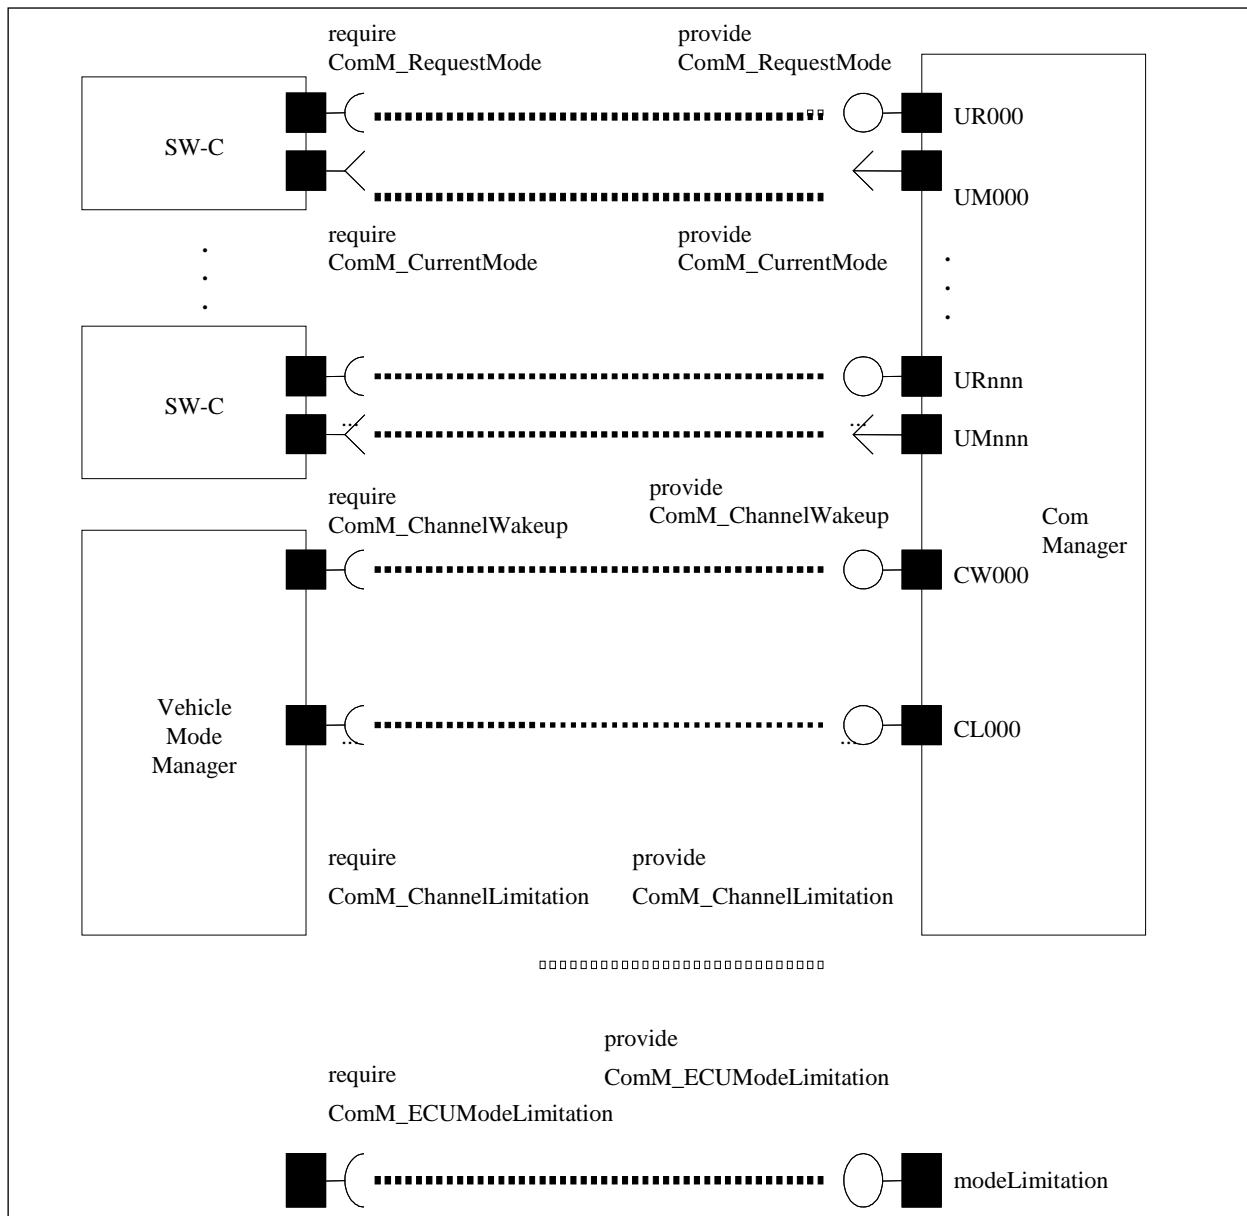 require
ComM_RequestMode
provide
ComM_RequestMode
SW-C
UR000
UM000
require
ComM_CurrentMode
provide
ComM_CurrentMode
.
.
.
.
.
.
SW-C
URnnn
...
...
UMnnn
require
ComM_ChannelWakeup
provide
ComM_ChannelWakeup
Com
Manager
CW000
Vehicle
Mode
Manager
...
...
CL000
require
ComM_ChannelLimitation
provide
ComM_ChannelLimitation
provide
ComM_ECUModeLimitation
require
ComM_ECUModeLimitation
modeLimitation